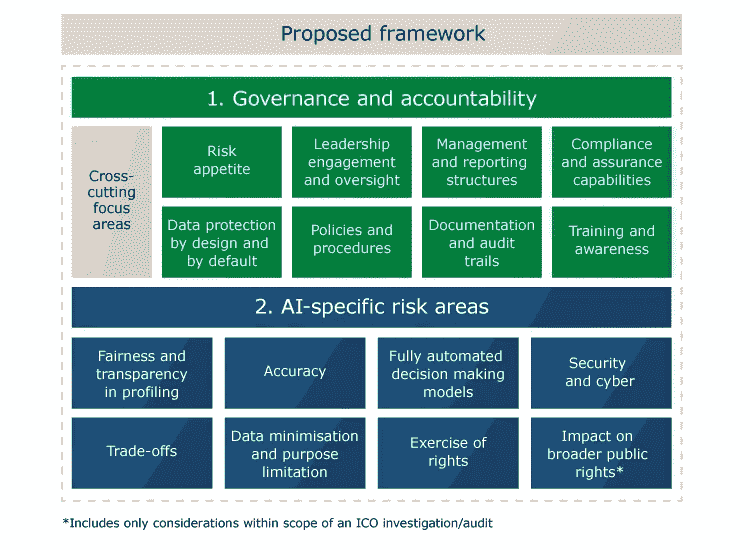 Proposed framework
1. Governance and accountability
Cross-
cutting
focus
areas
Risk
appetite
Leadership
engagement
and oversight
Management
and reporting
structures
Compliance
and assurance
capabilities
Data protection
by design and
by default
Policies and
procedures
Documentation
and audit
trails
Training and
awareness
2. AI-specific risk areas
Fairness and
transparency
in profiling
Accuracy
Fully automated
decision making
models
Security
and cyber
Trade-offs
Data minimisation
and purpose
limitation
Exercise of
rights
Impact on
broader public
rights*
*Includes only considerations within scope of an ICO investigation/audit